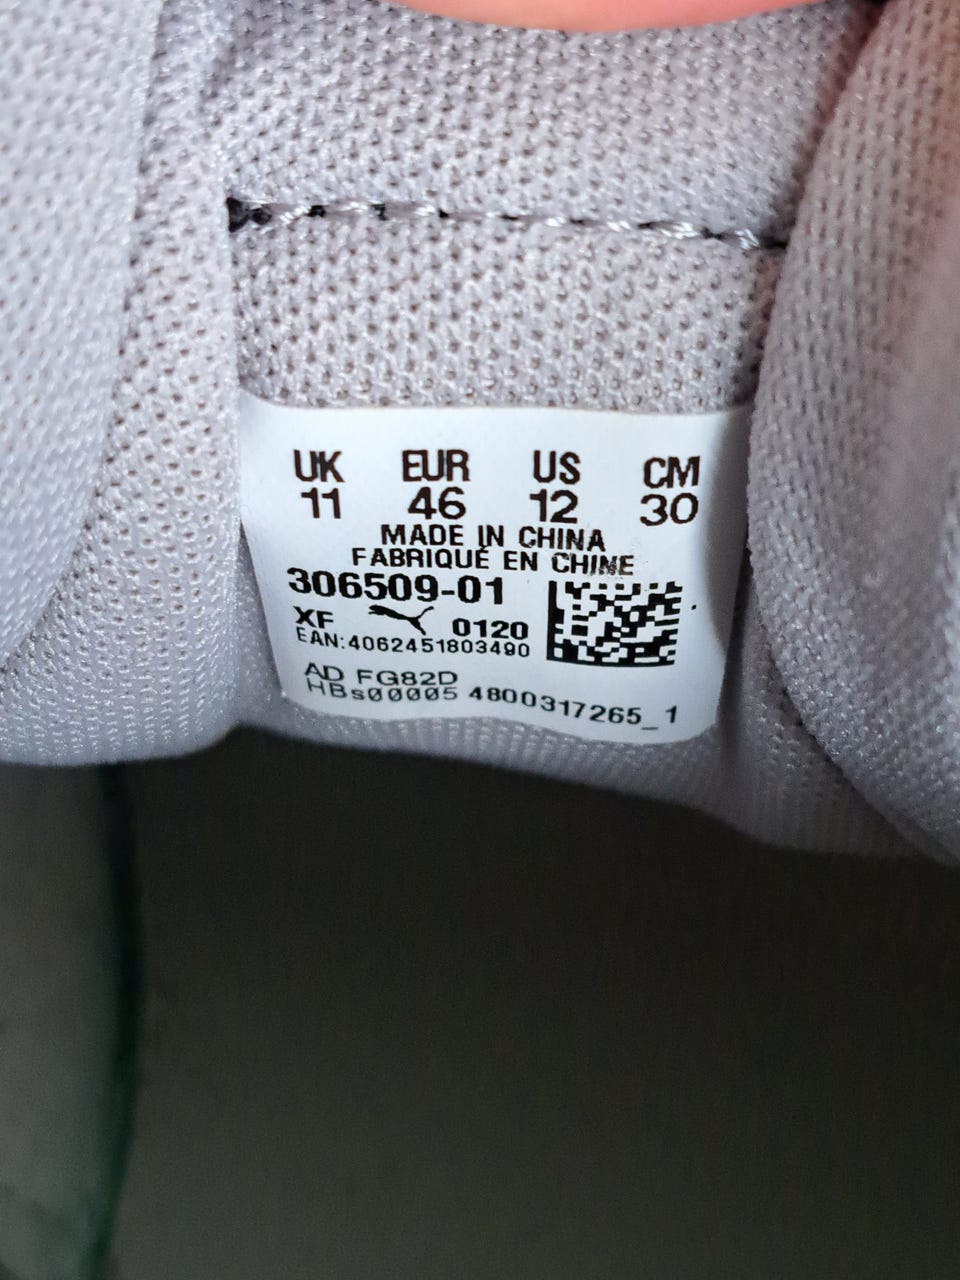 UK EUR US CM
11 46 12 30
MADE IN CHINA
FABRIQUÉ EN CHINE
306509-01
XF 0120
EAN:4062451803490
AD FG82D
HBs00005 4800317265_1